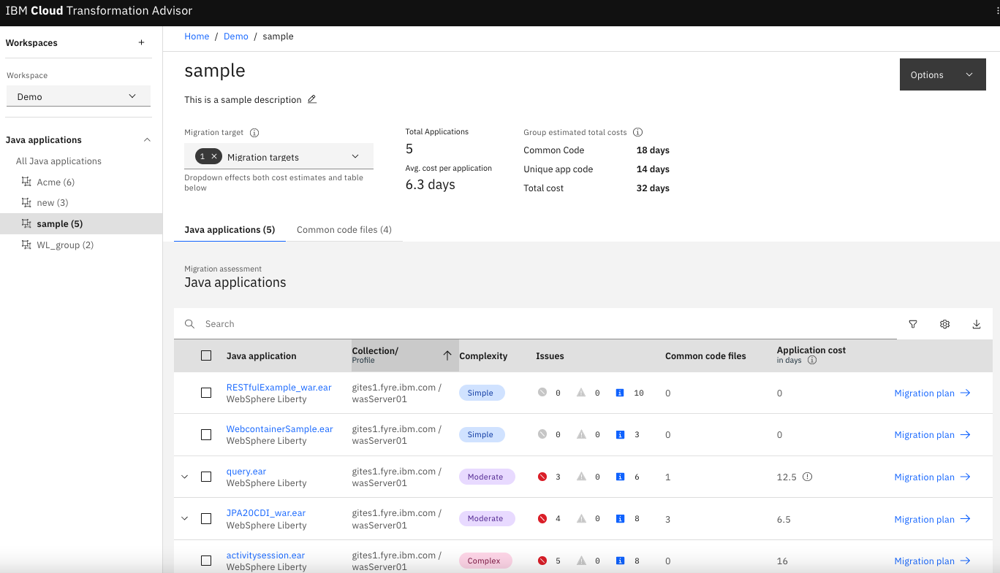 IBM Cloud Transformation Advisor
Workspaces
Workspace
Demo
Java applications
All Java applications
Acme (6)
new (3)
sample (5)
WL_group (2)
Home / Demo / sample
sample
Options
This is a sample description
Migration target
1 × Migration targets
Dropdown effects both cost estimates and table
below
Total Applications
5
Avg. cost per application
6.3 days
Group estimated total costs
Common Code 18 days
Unique app code 14 days
Total cost 32 days
Java applications (5) Common code files (4)
Migration assessment
Java applications
Search
Java application Collection/ Complexity Issues Common code files Application cost
Profile in days
RESTfulExample_war.ear gites1.fyre.ibm.com / Simple 0 0 10 0 0 Migration plan
WebSphere Liberty wasServer01
WebcontainerSample.ear gites1.fyre.ibm.com / Simple 0 0 3 0 0 Migration plan
WebSphere Liberty wasServer01
query.ear gites1.fyre.ibm.com / Moderate 3 0 6 1 12.5 Migration plan
WebSphere Liberty wasServer01
JPA20CDI_war.ear gites1.fyre.ibm.com / Moderate 4 0 8 3 6.5 Migration plan
WebSphere Liberty wasServer01
activitysession.ear gites1.fyre.ibm.com / Complex 5 0 8 0 16 Migration plan
WebSphere Liberty wasServer01